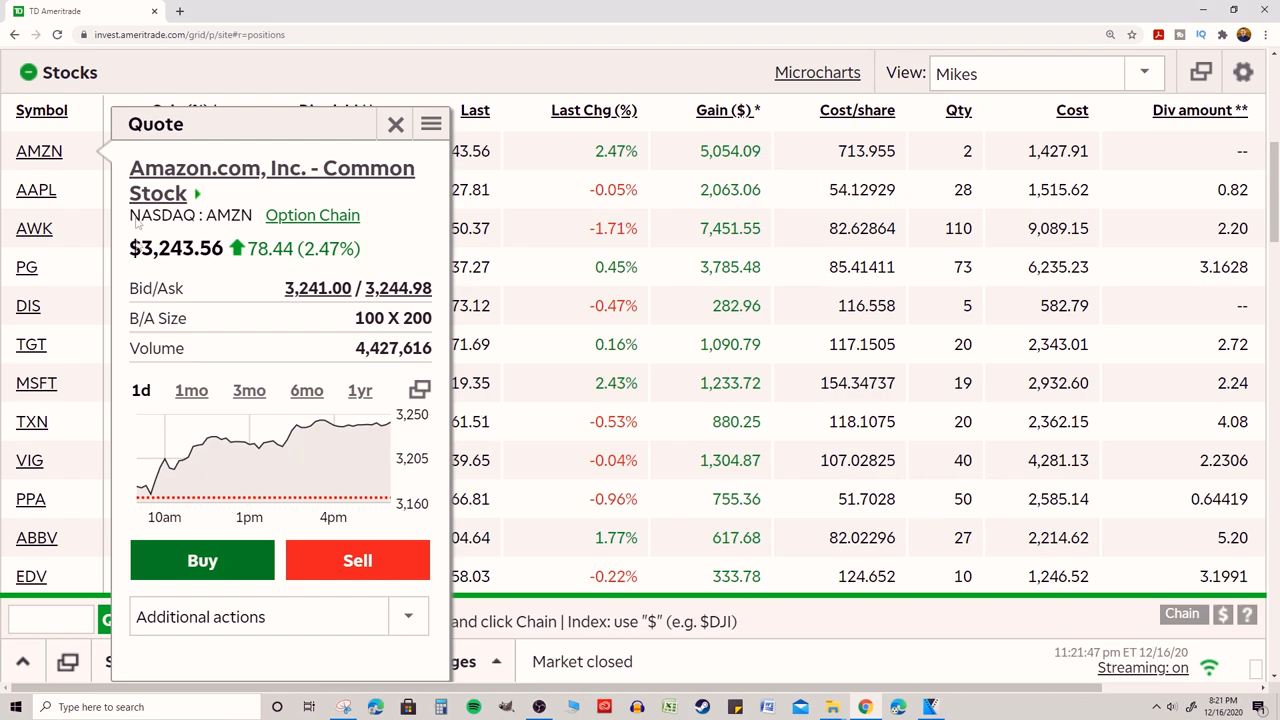 TD Ameritrade
invest.ameritrade.com/grid/p/site#r=positions
Stocks
Microcharts
View: Mikes
Symbol Last Last Chg (%) Gain ($) * Cost/share Qty Cost Div amount **
AMZN 43.56 2.47% 5,054.09 713.955 2 1,427.91 --
AAPL 27.81 -0.05% 2,063.06 54.12929 28 1,515.62 0.82
AWK 50.37 -1.71% 7,451.55 82.62864 110 9,089.15 2.20
PG 37.27 0.45% 3,785.48 85.41411 73 6,235.23 3.1628
DIS 73.12 -0.47% 282.96 116.558 5 582.79 --
TGT 71.69 0.16% 1,090.79 117.1505 20 2,343.01 2.72
MSFT 19.35 2.43% 1,233.72 154.34737 19 2,932.60 2.24
TXN 61.51 -0.53% 880.25 118.1075 20 2,362.15 4.08
VIG 39.65 -0.04% 1,304.87 107.02825 40 4,281.13 2.2306
PPA 66.81 -0.96% 755.36 51.7028 50 2,585.14 0.64419
ABBV 04.64 1.77% 617.68 82.02296 27 2,214.62 5.20
EDV 58.03 -0.22% 333.78 124.652 10 1,246.52 3.1991
Quote
Amazon.com, Inc. - Common
Stock
NASDAQ : AMZN Option Chain
$3,243.56 78.44 (2.47%)
Bid/Ask 3,241.00 / 3,244.98
B/A Size 100 X 200
Volume 4,427,616
1d 1mo 3mo 6mo 1yr
3,250
3,205
3,160
10am 1pm 4pm
Buy Sell
Additional actions
and click Chain | Index: use "$" (e.g. $DJI)
Chain $ ?
ges Market closed
11:21:47 pm ET 12/16/20
Streaming: on
Type here to search
8:21 PM
12/16/2020